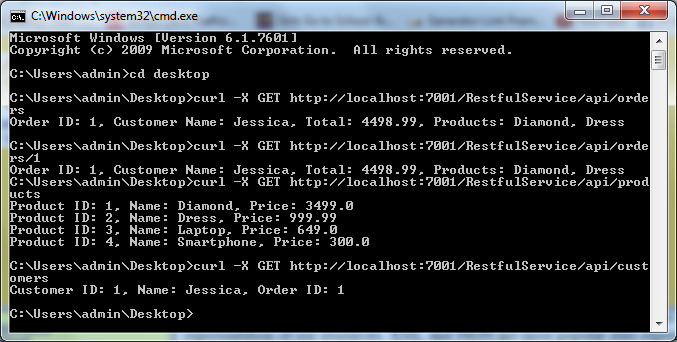 C:\Windows\system32\cmd.exe
Microsoft Windows [Version 6.1.7601]
Copyright (c) 2009 Microsoft Corporation.  All rights reserved.
C:\Users\admin>cd desktop
C:\Users\admin\Desktop>curl -X GET http://localhost:7001/RestfulService/api/orde
rs
Order ID: 1, Customer Name: Jessica, Total: 4498.99, Products: Diamond, Dress
C:\Users\admin\Desktop>curl -X GET http://localhost:7001/RestfulService/api/orde
rs/1
Order ID: 1, Customer Name: Jessica, Total: 4498.99, Products: Diamond, Dress
C:\Users\admin\Desktop>curl -X GET http://localhost:7001/RestfulService/api/prod
ucts
Product ID: 1, Name: Diamond, Price: 3499.0
Product ID: 2, Name: Dress, Price: 999.99
Product ID: 3, Name: Laptop, Price: 649.0
Product ID: 4, Name: Smartphone, Price: 300.0
C:\Users\admin\Desktop>curl -X GET http://localhost:7001/RestfulService/api/cust
omers
Customer ID: 1, Name: Jessica, Order ID: 1
C:\Users\admin\Desktop>